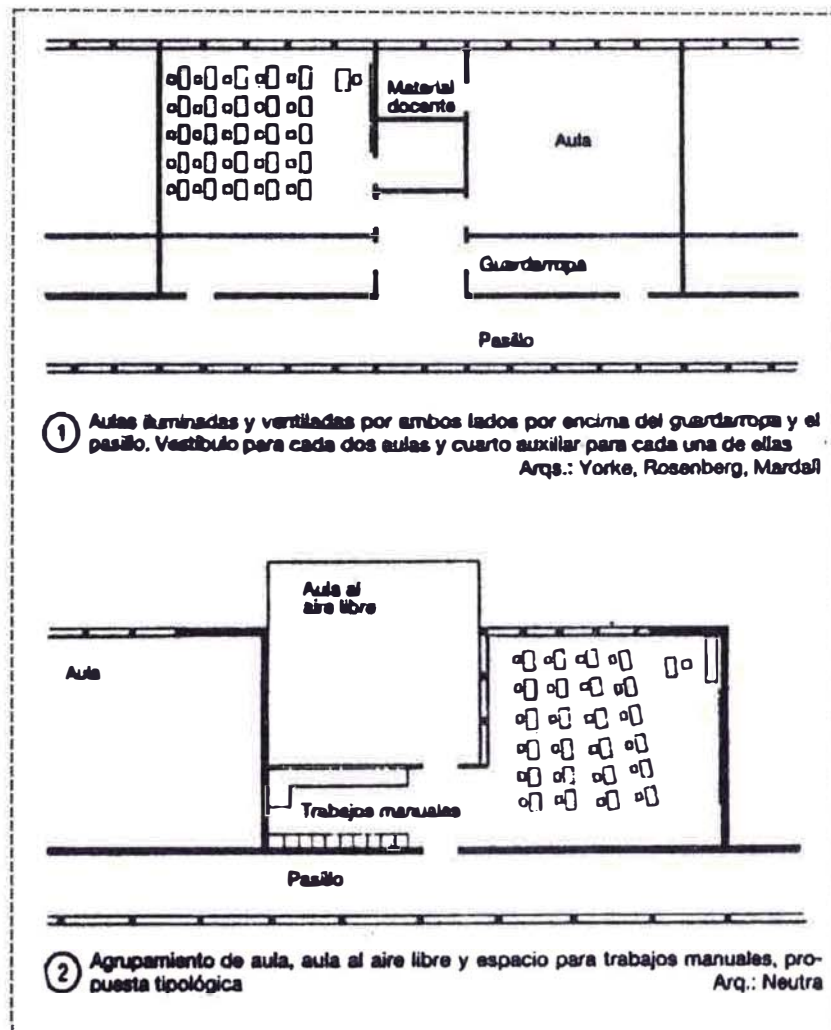 Material
docente
Aula
Guardarropa
Pasillo
1 Aulas iluminadas y ventiladas por ambos lados por encima del guardarropa y el
pasillo. Vestíbulo para cada dos aulas y cuarto auxiliar para cada una de ellas
Arqs.: Yorke, Rosenberg, Mardall
Aula al
aire libre
Aula
Trabajos manuales
Pasillo
2 Agrupamiento de aula, aula al aire libre y espacio para trabajos manuales, pro-
puesta tipológica
Arq.: Neutra